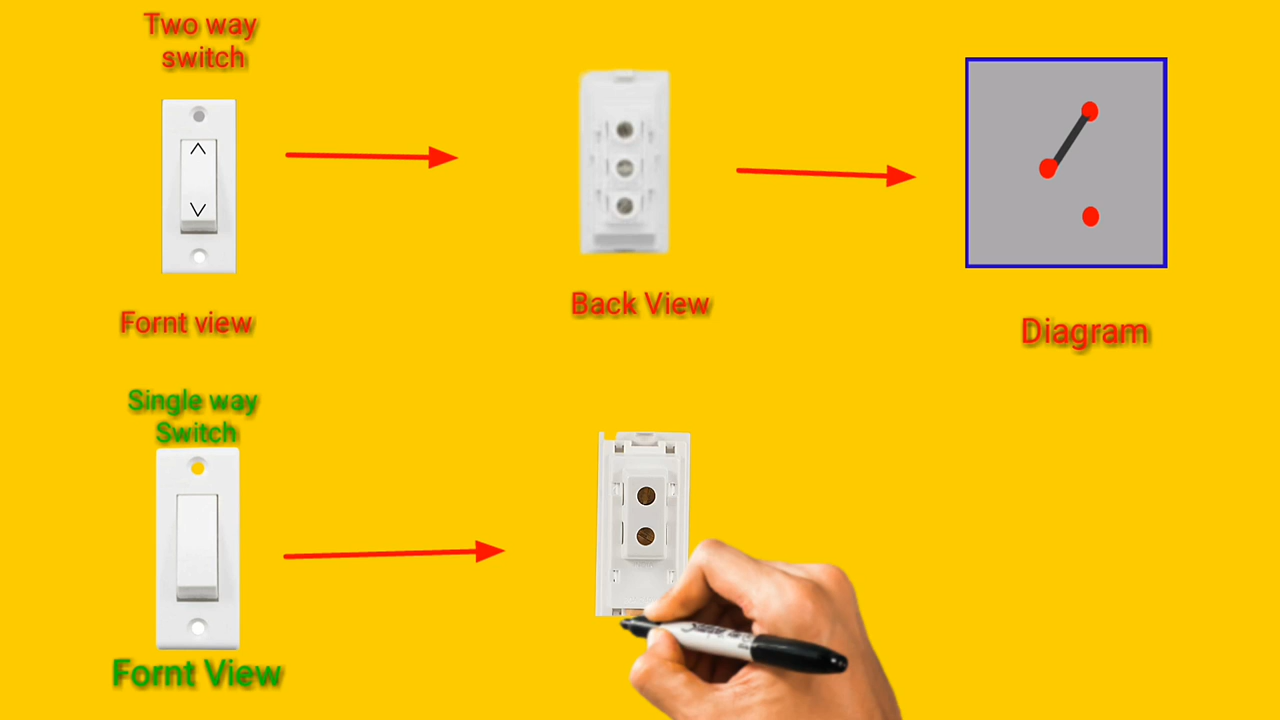 Two way
switch
Fornt view
Back View
Diagram
Single way
Switch
Fornt View